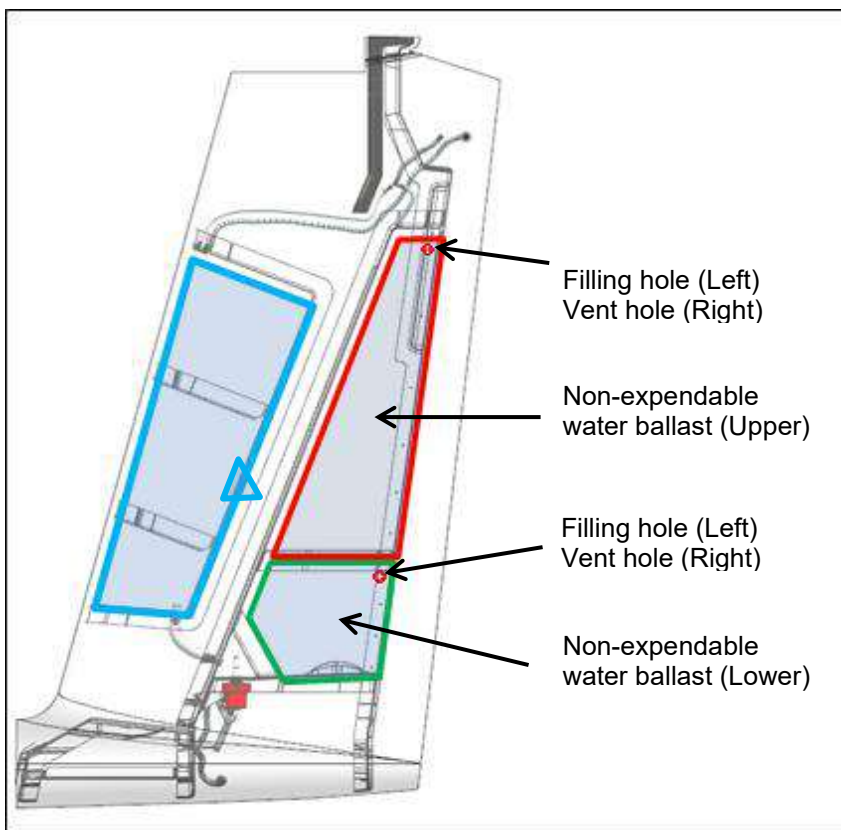 Filling hole (Left)
Vent hole (Right)
Non-expendable
water ballast (Upper)
Filling hole (Left)
Vent hole (Right)
Non-expendable
water ballast (Lower)